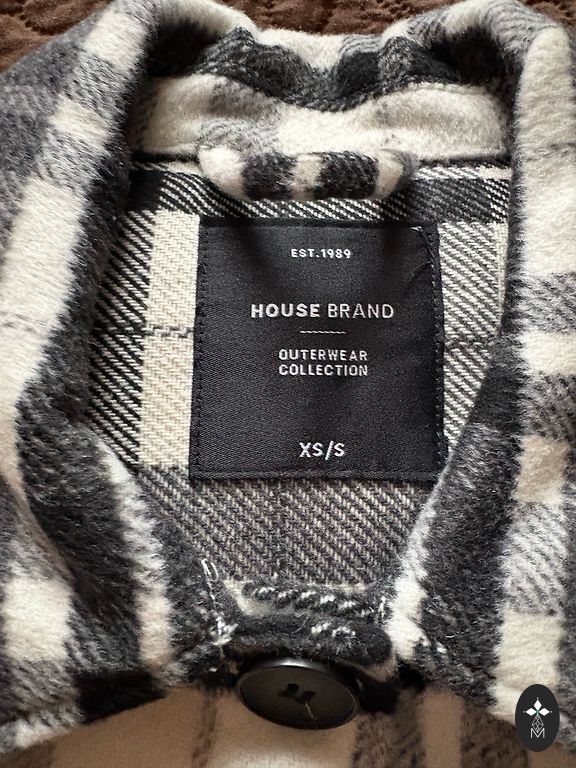 EST.1989
HOUSE BRAND
OUTERWEAR
COLLECTION
XS/S
M